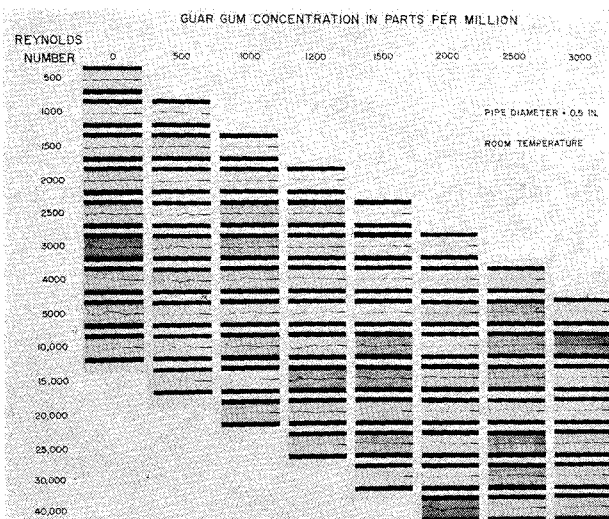 GUAR GUM CONCENTRATION IN PARTS PER MILLION
REYNOLDS
NUMBER 0 500 1000 1200 1500 2000 2500 3000
500
1000
PIPE DIAMETER = 0.5 IN.
1500
ROOM TEMPERATURE
2000
2500
3000
4000
5000
10,000
15,000
20,000
25,000
30,000
40,000